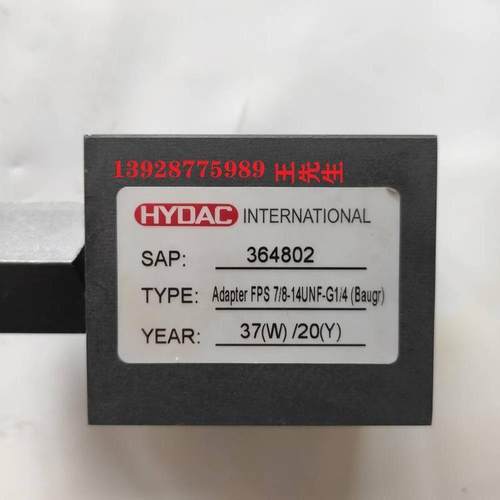 13928775989 王先生
HYDAC INTERNATIONAL
SAP: 364802
TYPE: Adapter FPS 7/8-14UNF-G1/4 (Baugr)
YEAR: 37(W) /20(Y)